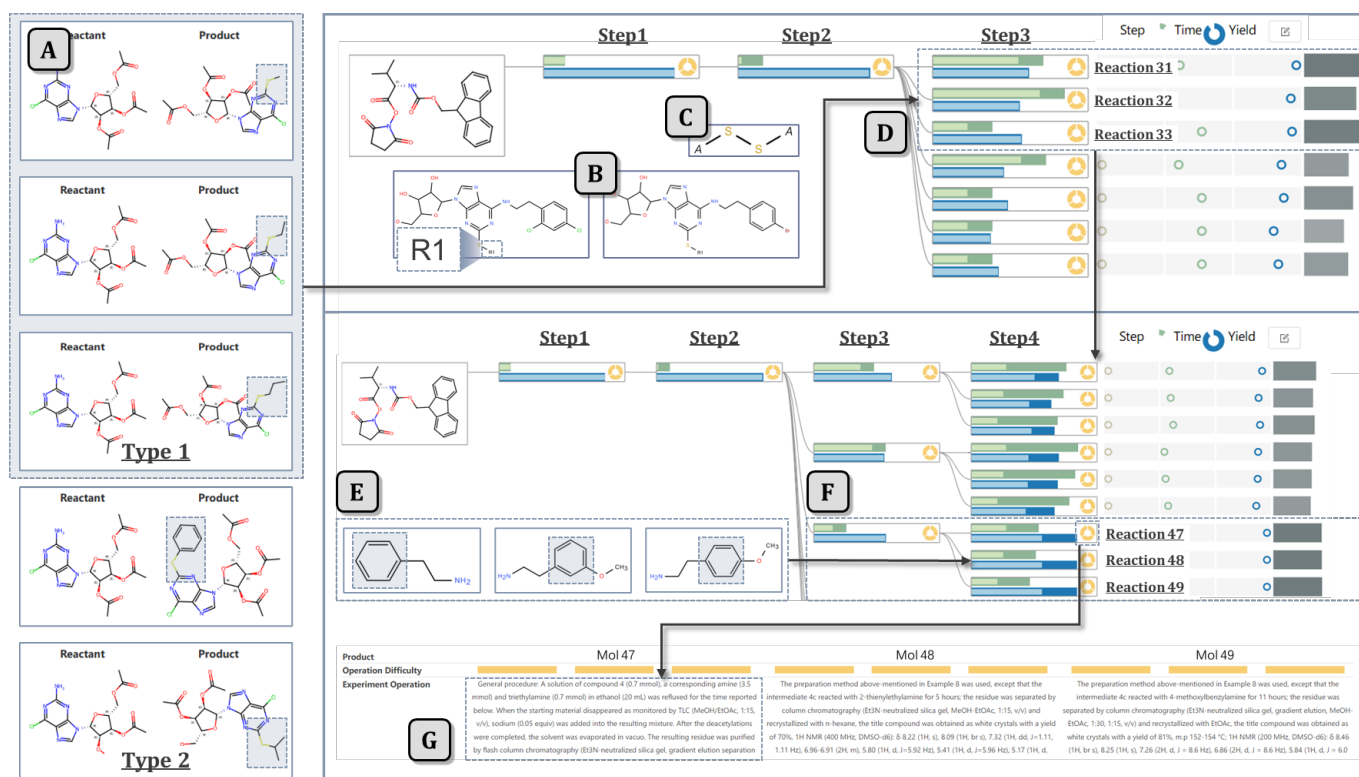 A
Reactant Product
Reactant Product
NH₂
Reactant Product
NH₂
Type 1
Reactant Product
NH₂
Reactant Product
NH₂
Type 2
Step1 Step2 Step3
Step Time Yield
Reaction 31
Reaction 32
Reaction 33
C
A S S A
D
B
R1
Step1 Step2 Step3 Step4
Step Time Yield
E
NH2
H₂N CH₃
H₂N CH₃
F
Reaction 47
Reaction 48
Reaction 49
Product Mol 47 Mol 48 Mol 49
Operation Difficulty
Experiment Operation
General procedure: A solution of compound 4 (0.7 mmol), a corresponding amine (3.5
mmol) and triethylamine (0.7 mmol) in ethanol (20 mL) was refluxed for the time reported
below. When the starting material disappeared as monitored by TLC (MeOH/EtOAc, 1:15,
v/v), sodium (0.05 equiv) was added into the resulting mixture. After the deacetylations
were completed, the solvent was evaporated in vacuo. The resulting residue was purified
by flash column chromatography (Et3N-neutralized silica gel, gradient elution separation
The preparation method above-mentioned in Example 8 was used, except that the
intermediate 4c reacted with 2-thienylethylamine for 5 hours; the residue was separated by
column chromatography (Et3N-neutralized silica gel, MeOH-EtOAc, 1:15, v/v) and
recrystallized with n-hexane, the title compound was obtained as white crystals with a yield
of 70%, 1H NMR (400 MHz, DMSO-d6): δ 8.22 (1H, s), 8.09 (1H, br s), 7.32 (1H, dd, J=1.11,
1.11 Hz), 6.96-6.91 (2H, m), 5.80 (1H, d, J=5.92 Hz), 5.41 (1H, d, J=5.96 Hz), 5.17 (1H, d,
The preparation method above-mentioned in Example 8 was used, except that the
intermediate 4c reacted with 4-methoxylbenzylamine for 11 hours; the residue was
separated by column chromatography (Et3N-neutralized silica gel, gradient elution, MeOH-
EtOAc, 1:30, 1:15, v/v) and recrystallized with EtOAc, the title compound was obtained as
white crystals with a yield of 81%, m.p 152-154 °C; 1H NMR (200 MHz, DMSO-d6): δ 8.46
(1H, br s), 8.25 (1H, s), 7.26 (2H, d, J = 8.6 Hz), 6.86 (2H, d, J = 8.6 Hz), 5.84 (1H, d, J = 6.0
G